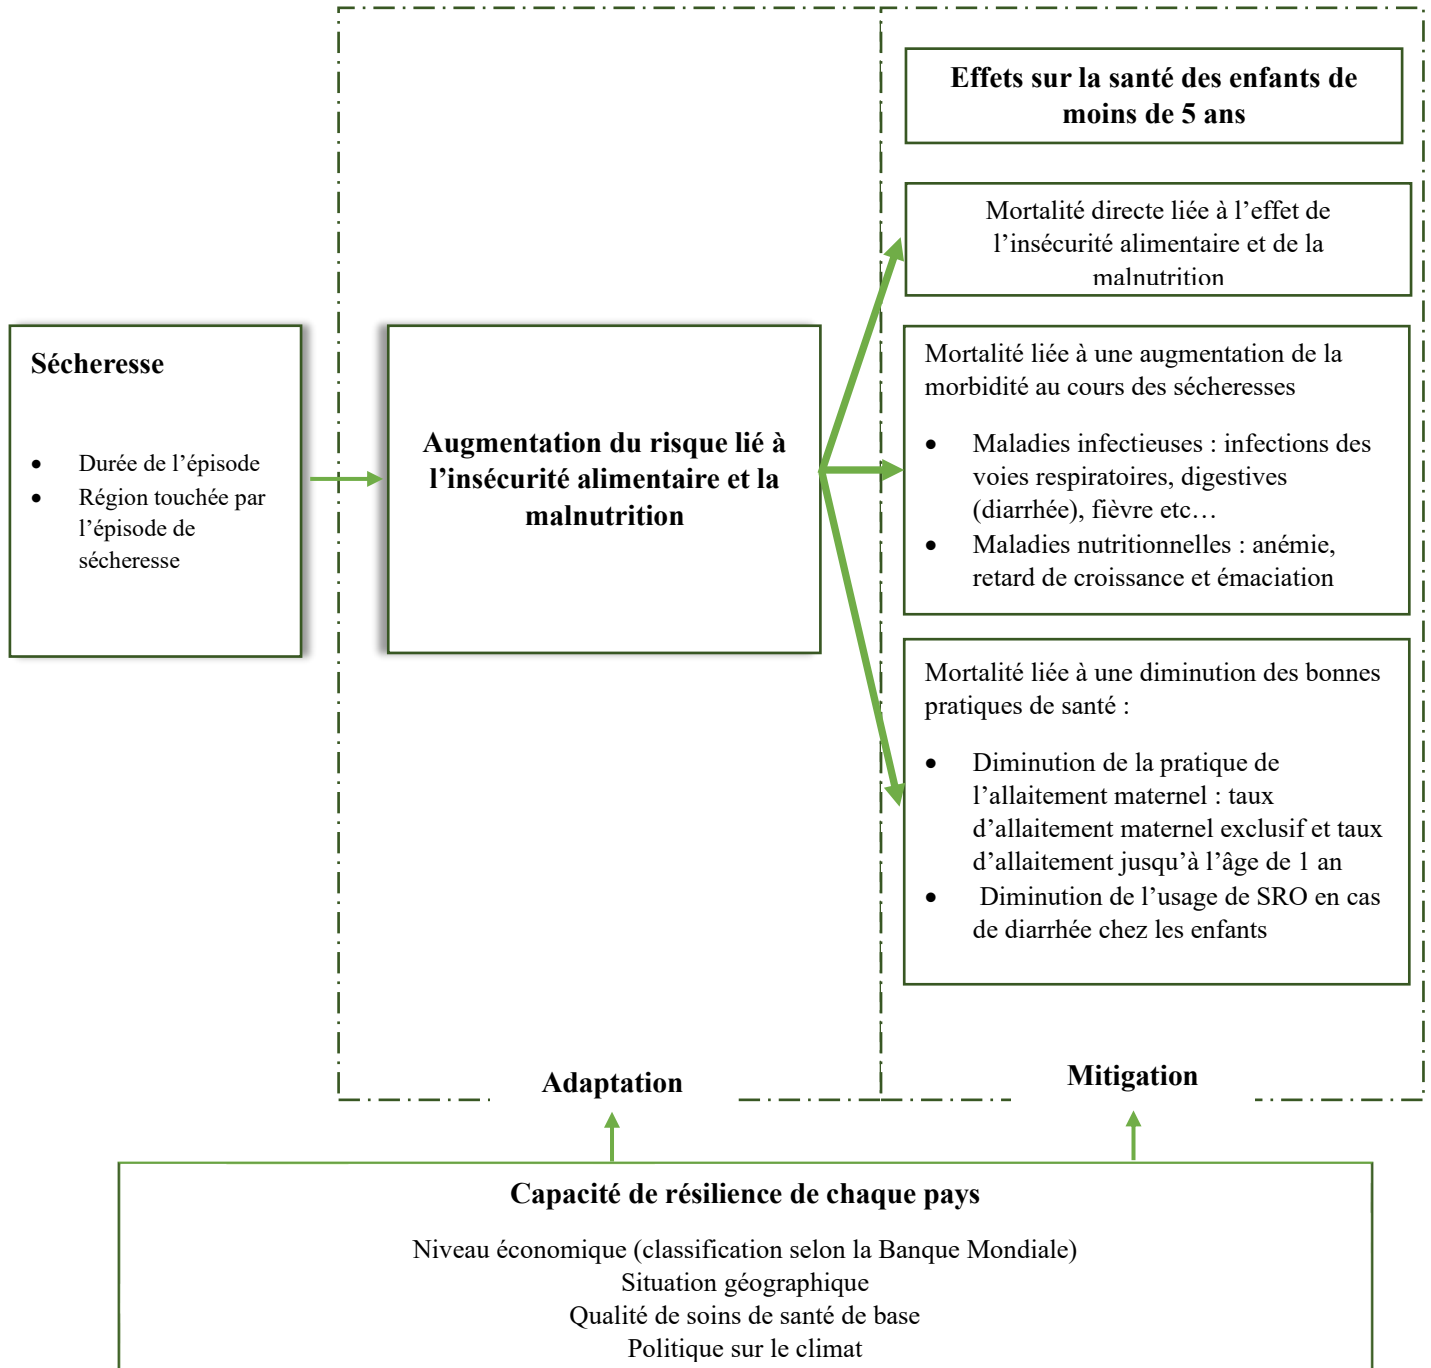 Effets sur la santé des enfants de
moins de 5 ans
Mortalité directe liée à l’effet de
l’insécurité alimentaire et de la
malnutrition
Sécheresse
• Durée de l’épisode
• Région touchée par
l’épisode de
sécheresse
Augmentation du risque lié à
l’insécurité alimentaire et la
malnutrition
Mortalité liée à une augmentation de la
morbidité au cours des sécheresses
• Maladies infectieuses : infections des
voies respiratoires, digestives
(diarrhée), fièvre etc…
• Maladies nutritionnelles : anémie,
retard de croissance et émaciation
Mortalité liée à une diminution des bonnes
pratiques de santé :
• Diminution de la pratique de
l’allaitement maternel : taux
d’allaitement maternel exclusif et taux
d’allaitement jusqu’à l’âge de 1 an
• Diminution de l’usage de SRO en cas
de diarrhée chez les enfants
Adaptation
Mitigation
Capacité de résilience de chaque pays
Niveau économique (classification selon la Banque Mondiale)
Situation géographique
Qualité de soins de santé de base
Politique sur le climat